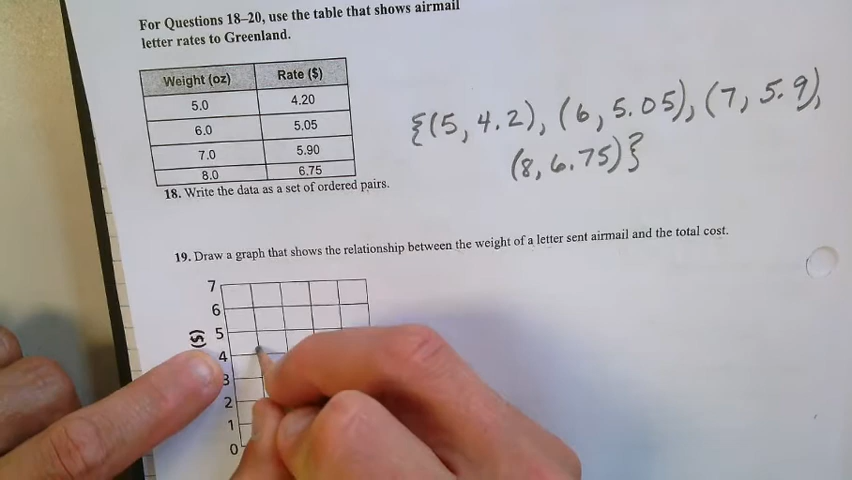 For Questions 18–20, use the table that shows airmail
letter rates to Greenland.
Weight (oz) Rate ($)
5.0 4.20
6.0 5.05
7.0 5.90
8.0 6.75
{(5, 4.2), (6, 5.05), (7, 5.9),
(8, 6.75)}
18. Write the data as a set of ordered pairs.
19. Draw a graph that shows the relationship between the weight of a letter sent airmail and the total cost.
7
6
5
($)
4
3
2
1
0